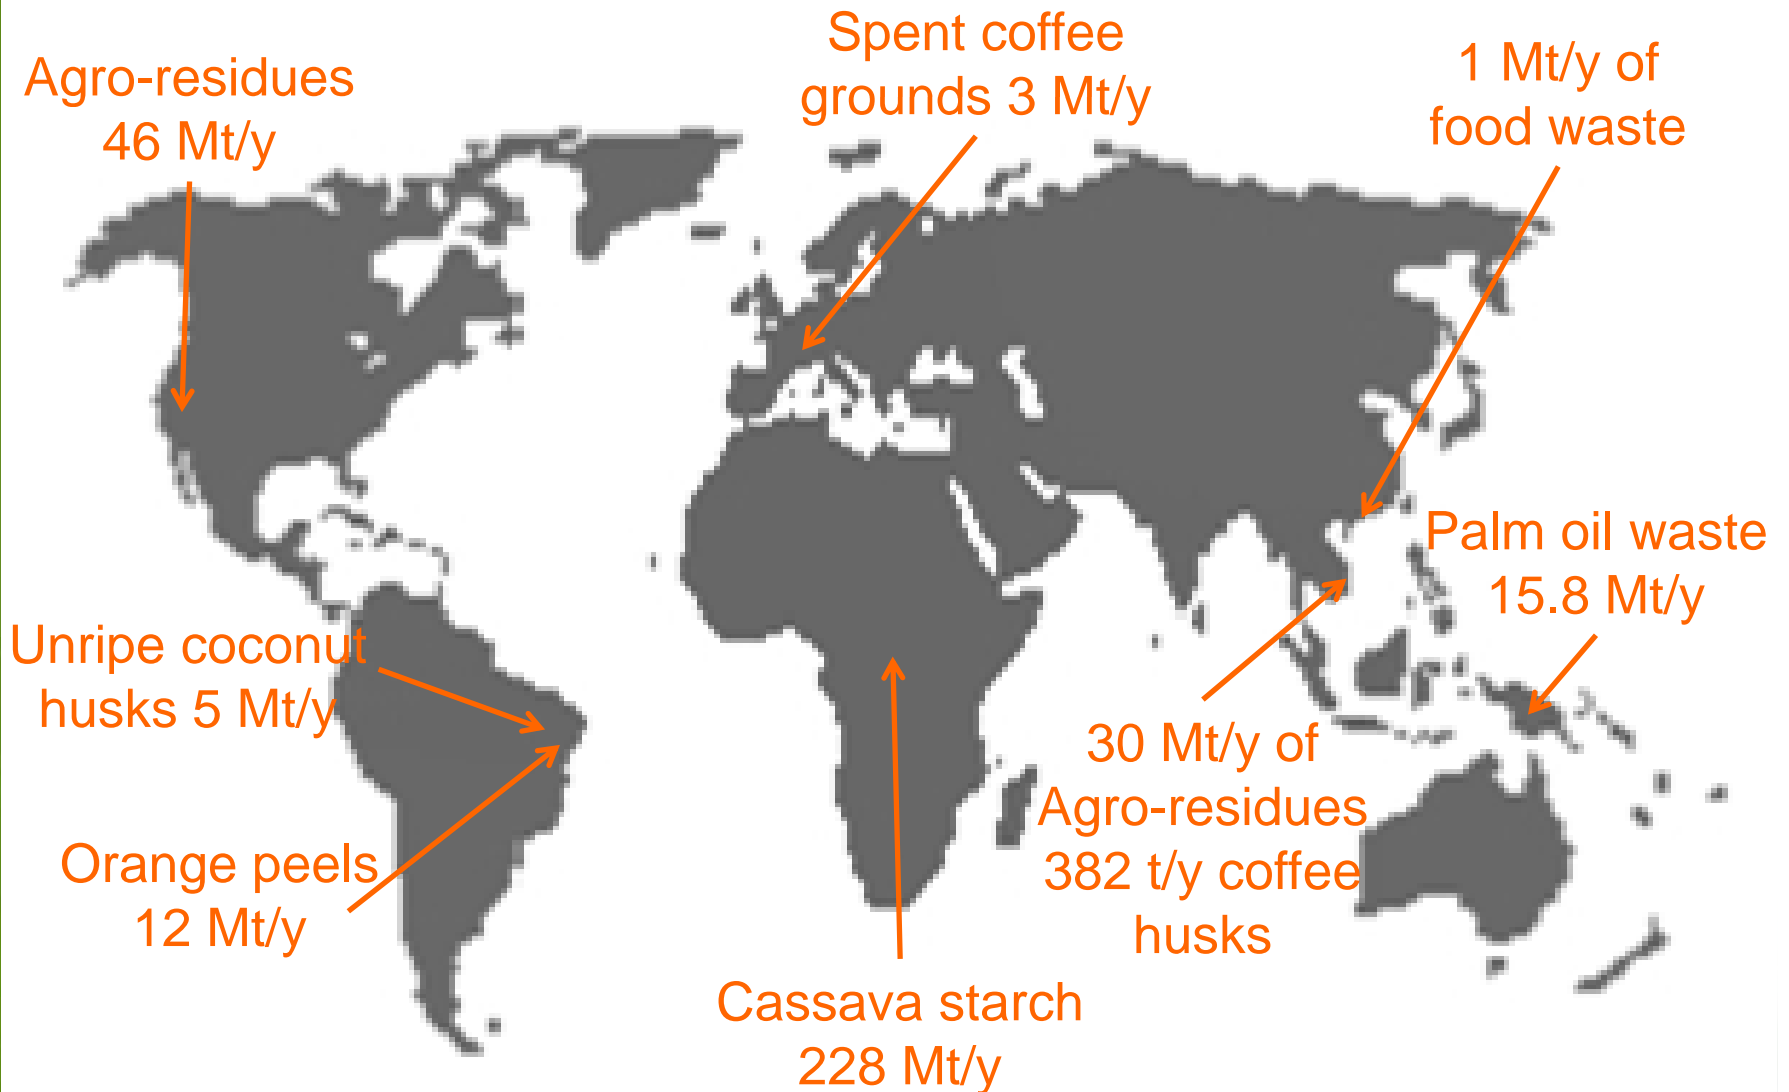 Agro-residues
46 Mt/y
Spent coffee
grounds 3 Mt/y
1 Mt/y of
food waste
Palm oil waste
15.8 Mt/y
Unripe coconut
husks 5 Mt/y
30 Mt/y of
Agro-residues
382 t/y coffee
husks
Orange peels
12 Mt/y
Cassava starch
228 Mt/y